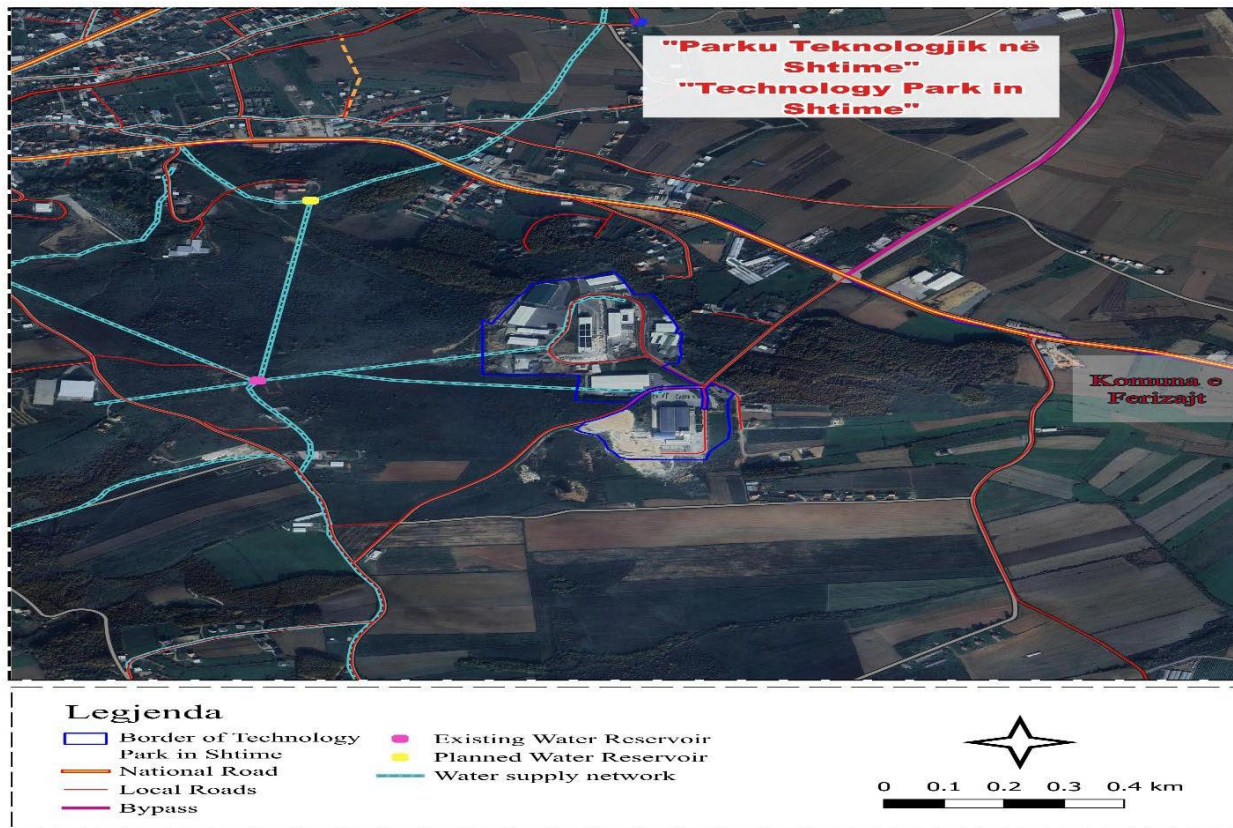 "Parku Teknologjik në
Shtime"
"Technology Park in
Shtime"
Komuna e
Ferizajt
Legjenda
Border of Technology
Park in Shtime
National Road
Local Roads
Bypass
Existing Water Reservoir
Planned Water Reservoir
Water supply network
0 0.1 0.2 0.3 0.4 km